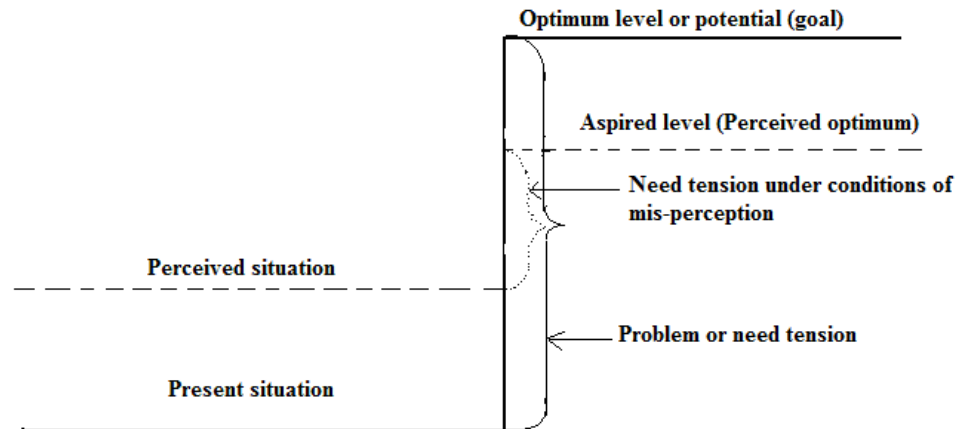 Optimum level or potential (goal)
Aspired level (Perceived optimum)
Need tension under conditions of
mis-perception
Perceived situation
Problem or need tension
Present situation